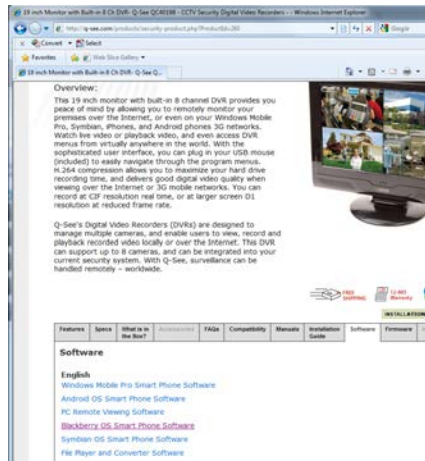 19 inch Monitor with Built-in 8 Ch DVR- Q-See QC40198 - CCTV Security Digital Video Recorders - - Windows Internet Explorer
http://q-see.com/products/security-product.php?ProductId=260
Google
x Convert Select
Favorites Web Slice Gallery
19 inch Monitor with Built-in 8 Ch DVR- Q-See Q...
Overview:
This 19 inch monitor with built-in 8 channel DVR provides you
peace of mind by allowing you to remotely monitor your
premises over the Internet, or even on your Windows Mobile
Pro, Symbian, iPhones, and Android phones 3G networks.
Watch live video or playback video, and even access DVR
menus from virtually anywhere in the world. With the
sophisticated user interface, you can plug in your USB mouse
(included) to easily navigate through the program menus.
H.264 compression allows you to maximize your hard drive
recording time, and delivers good digital video quality when
viewing over the Internet or 3G mobile networks. You can
record at CIF resolution real time, or at larger screen D1
resolution at reduced frame rate.
Q-See's Digital Video Recorders (DVRs) are designed to
manage multiple cameras, and enable users to view, record and
playback recorded video locally or over the Internet. This DVR
can support up to 8 cameras, and can be integrated into your
current security system. With Q-See, surveillance can be
handled remotely – worldwide.
FREE SHIPPING
Warranty
INSTALLATION
Features Specs What is in the Box? Accessories FAQs Compatibility Manuals Installation Guide Software Firmware
Software
English
Windows Mobile Pro Smart Phone Software
Android OS Smart Phone Software
PC Remote Viewing Software
Blackberry OS Smart Phone Software
Symbian OS Smart Phone Software
File Player and Converter Software